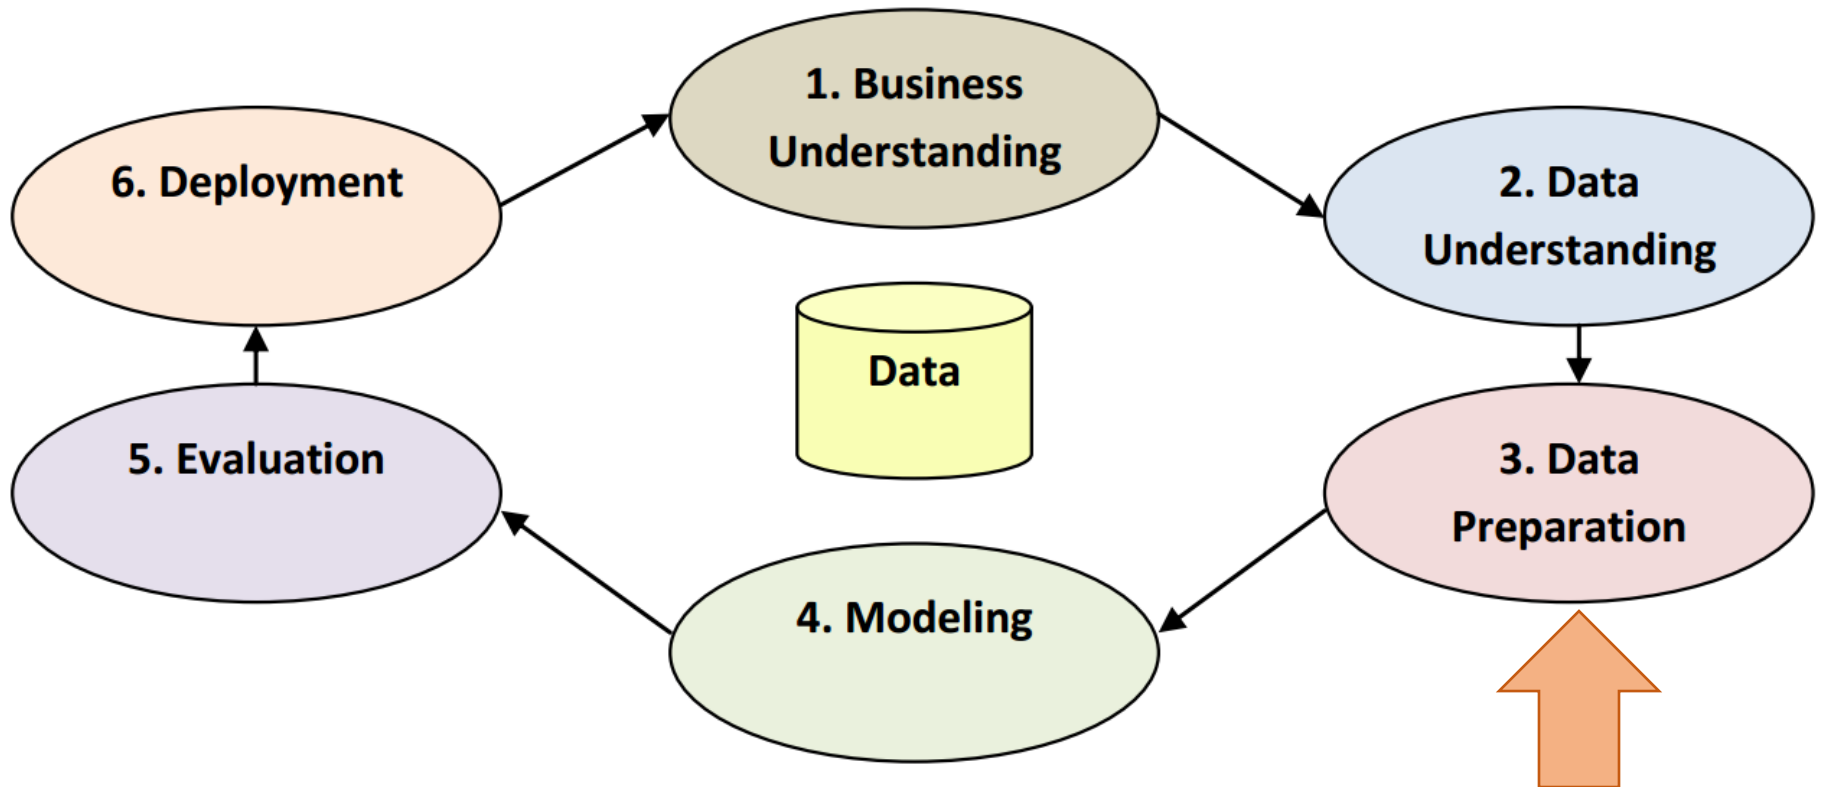 1. Business
Understanding
2. Data
Understanding
3. Data
Preparation
4. Modeling
5. Evaluation
6. Deployment
Data